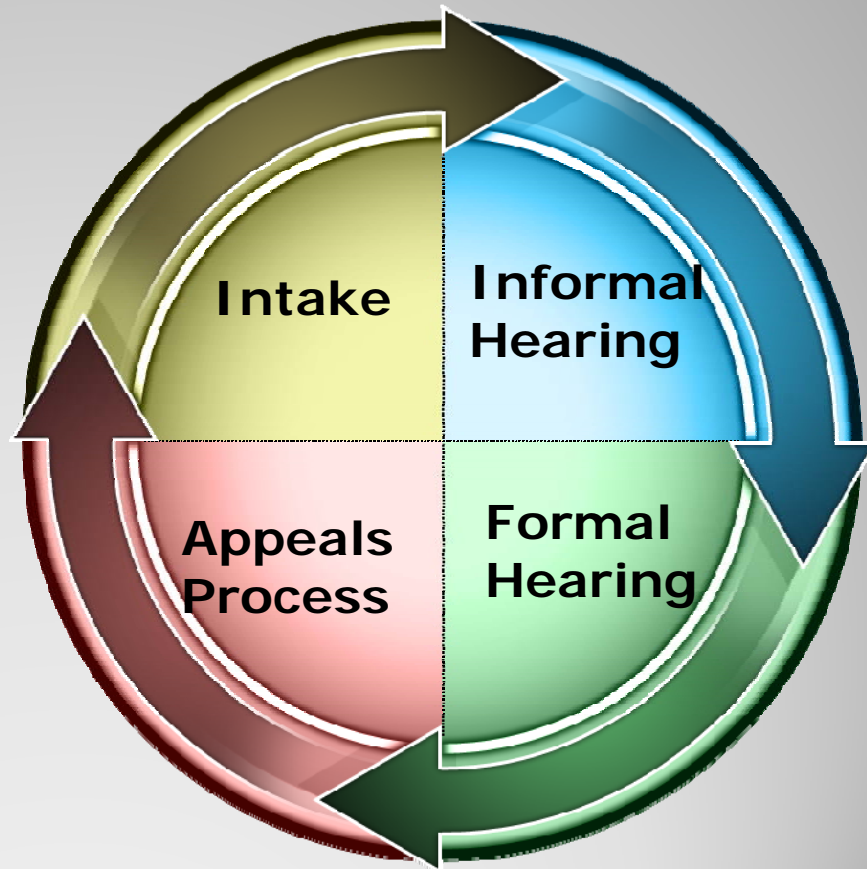 Intake
Informal
Hearing
Appeals
Process
Formal
Hearing